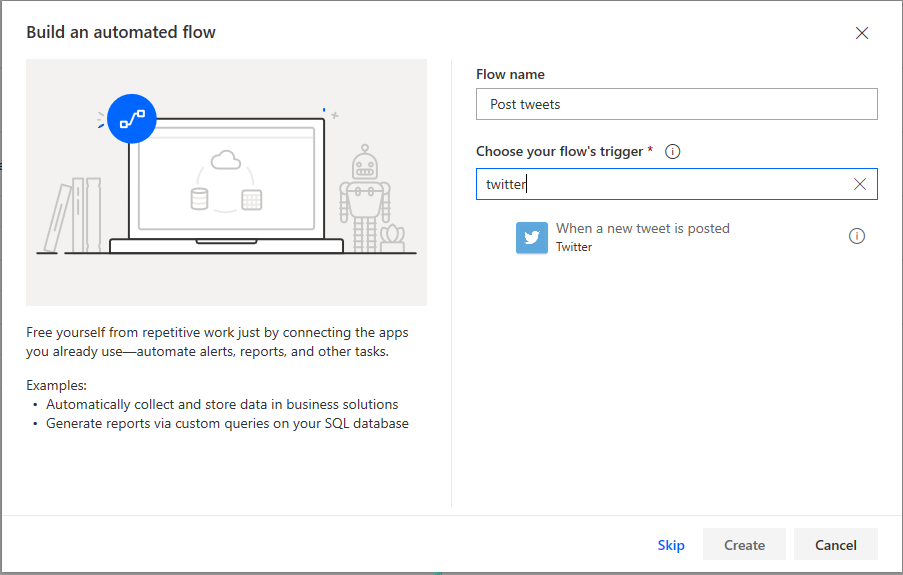 Build an automated flow
Free yourself from repetitive work just by connecting the apps
you already use—automate alerts, reports, and other tasks.
Examples:
• Automatically collect and store data in business solutions
• Generate reports via custom queries on your SQL database
Flow name
Post tweets
Choose your flow's trigger *
twitter
When a new tweet is posted
Twitter
Skip
Create
Cancel